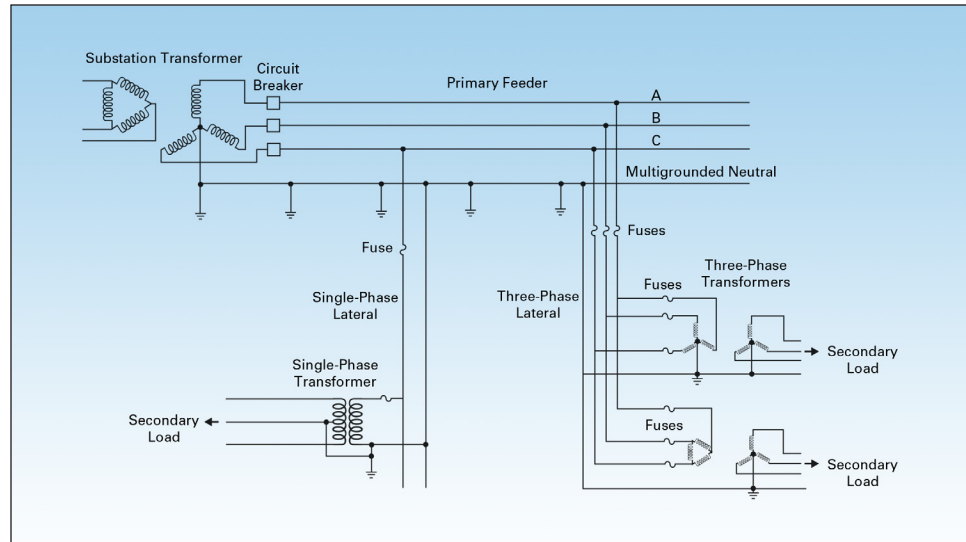 Substation Transformer
Circuit
Breaker
Primary Feeder
A
B
C
Multigrounded Neutral
Fuse
Fuses
Single-Phase
Lateral
Three-Phase
Lateral
Fuses
Three-Phase
Transformers
Secondary
Load
Single-Phase
Transformer
Secondary
Load
Fuses
Secondary
Load